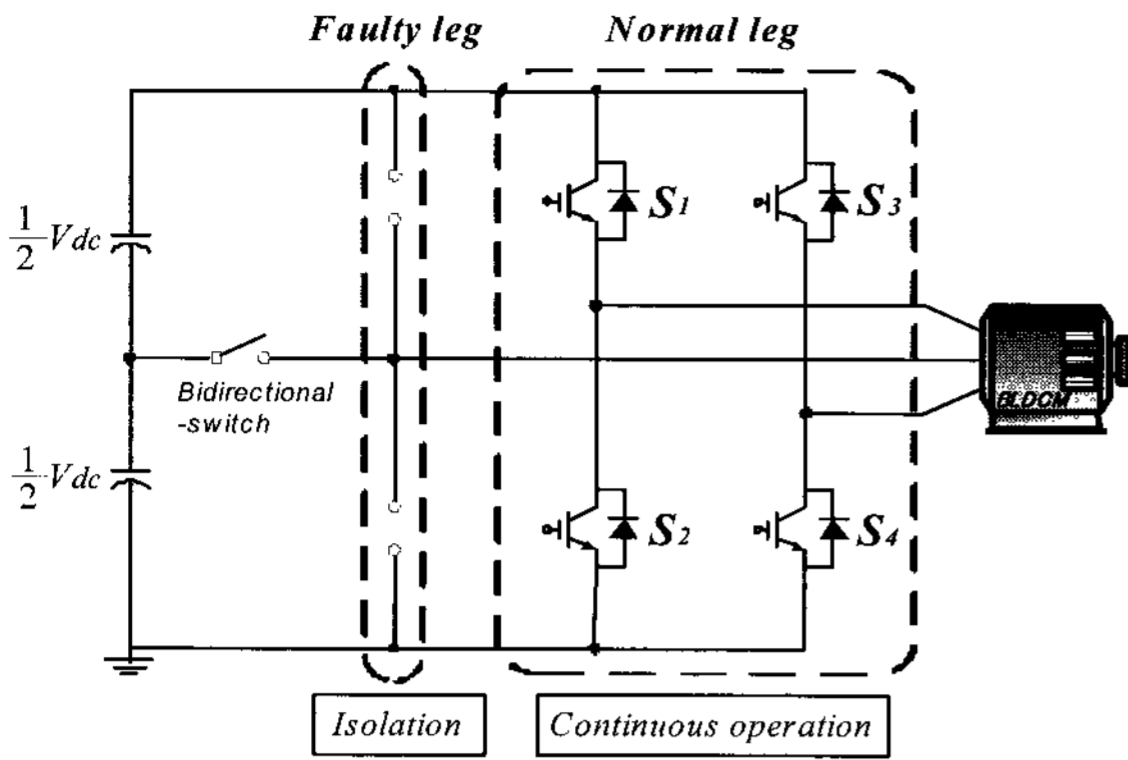 Faulty leg
Normal leg
S1
S3
1/2 Vdc
Bidirectional
-switch
BLDCM
1/2 Vdc
S2
S4
Isolation
Continuous operation